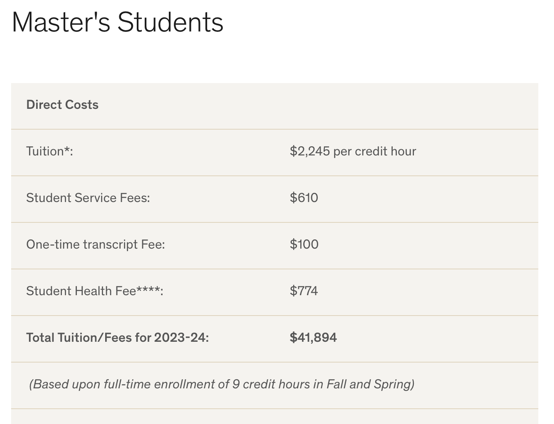 Master's Students
Direct Costs
Tuition*: $2,245 per credit hour
Student Service Fees: $610
One-time transcript Fee: $100
Student Health Fee****: $774
Total Tuition/Fees for 2023-24: $41,894
(Based upon full-time enrollment of 9 credit hours in Fall and Spring)